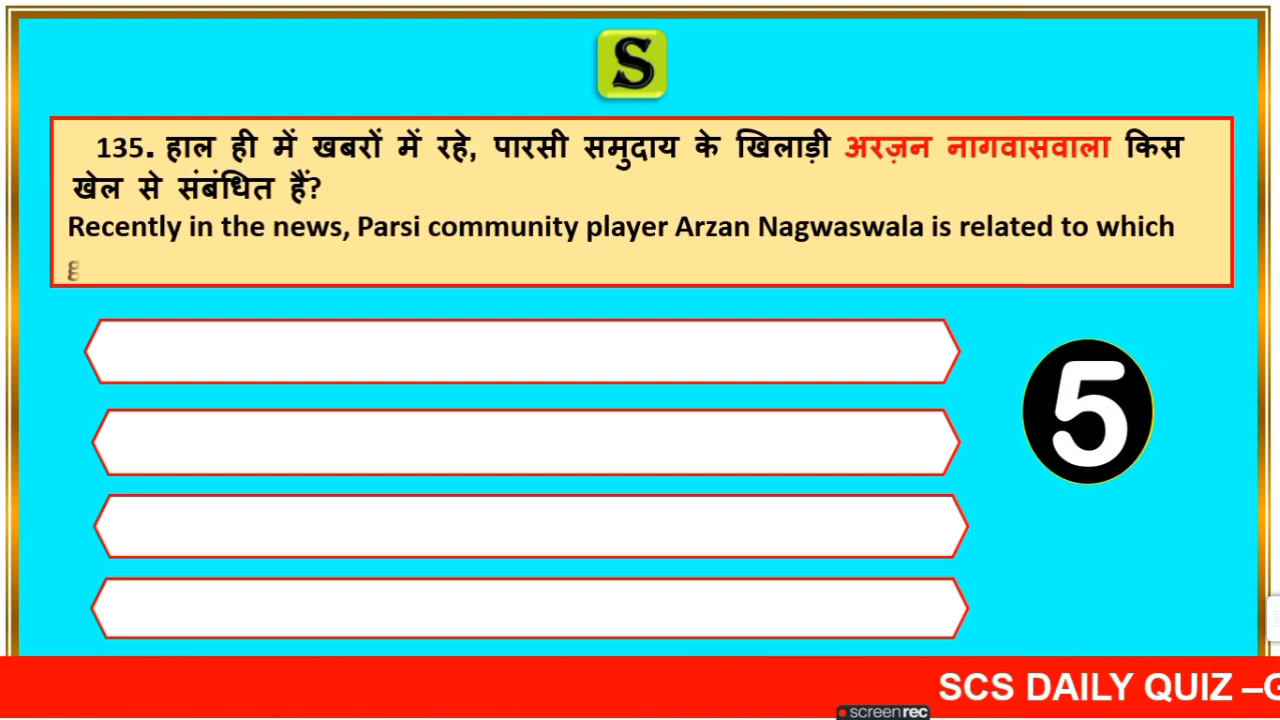 S
135. हाल ही में खबरों में रहे, पारसी समुदाय के खिलाड़ी अरज़न नागवासवाला किस
खेल से संबंधित हैं?
Recently in the news, Parsi community player Arzan Nagwaswala is related to which
5
SCS DAILY QUIZ –G
screenrec